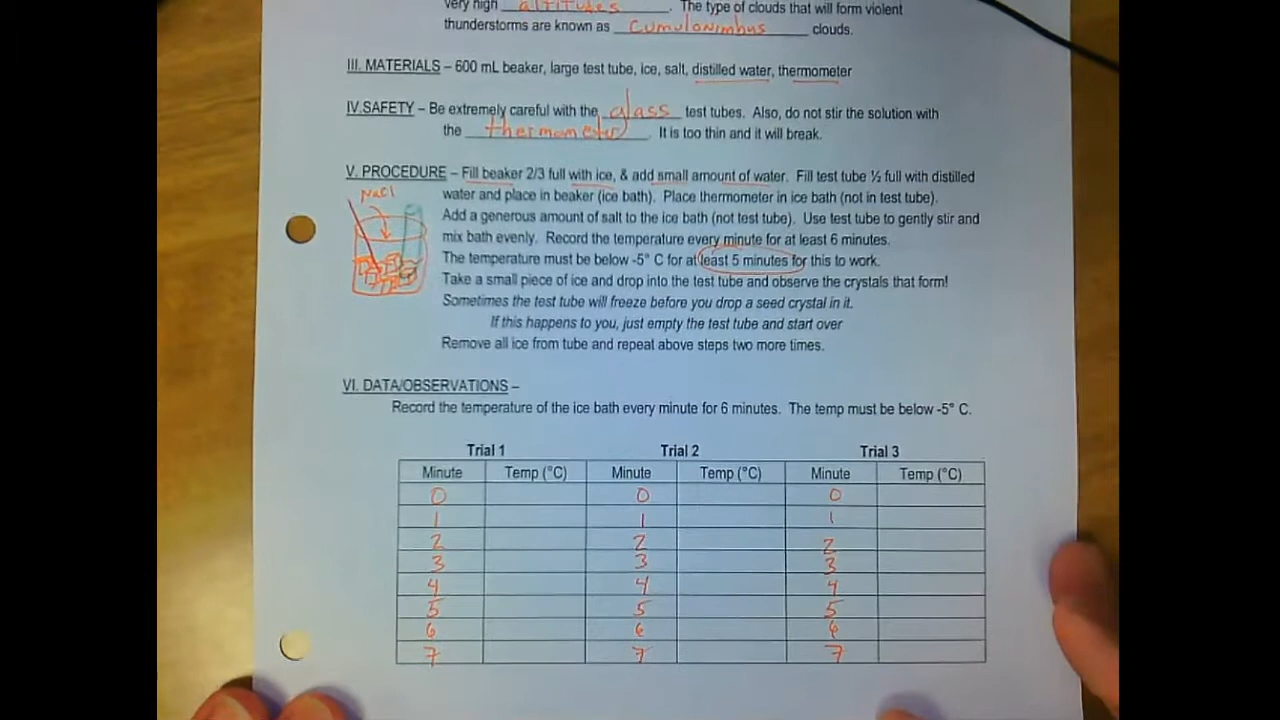 very high altitutes. The type of clouds that will form violent
thunderstorms are known as cumulonimbus clouds.
III. MATERIALS – 600 mL beaker, large test tube, ice, salt, distilled water, thermometer
IV.SAFETY – Be extremely careful with the glass test tubes. Also, do not stir the solution with
the thermometer. It is too thin and it will break.
V. PROCEDURE – Fill beaker 2/3 full with ice, & add small amount of water. Fill test tube ½ full with distilled
NaCl
water and place in beaker (ice bath). Place thermometer in ice bath (not in test tube).
Add a generous amount of salt to the ice bath (not test tube). Use test tube to gently stir and
mix bath evenly. Record the temperature every minute for at least 6 minutes.
The temperature must be below -5° C for at least 5 minutes for this to work.
Take a small piece of ice and drop into the test tube and observe the crystals that form!
Sometimes the test tube will freeze before you drop a seed crystal in it.
If this happens to you, just empty the test tube and start over
Remove all ice from tube and repeat above steps two more times.
VI. DATA/OBSERVATIONS –
Record the temperature of the ice bath every minute for 6 minutes. The temp must be below -5° C.
Trial 1 Trial 2 Trial 3
Minute Temp (°C) Minute Temp (°C) Minute Temp (°C)
0 0 0
1 1 1
2 2 2
3 3 3
4 4 4
5 5 5
6 6 6
7 7 7